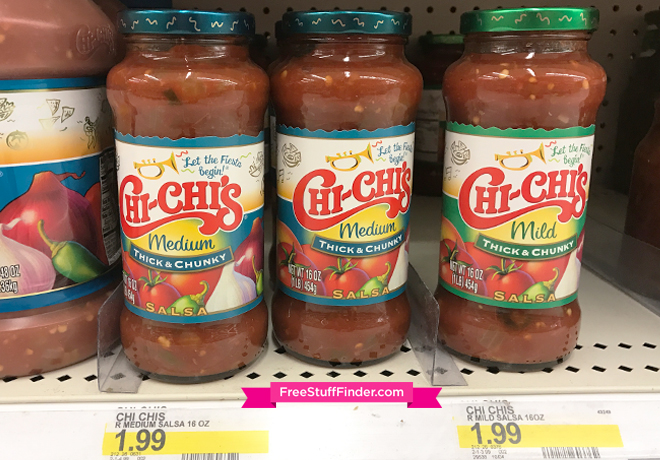 48 OZ
Let the Fiesta
begin!
CHI-CHI'S
Medium
THICK & CHUNKY
SALSA
Let the Fiesta
begin!
CHI-CHI'S
Medium
THICK & CHUNKY
NET WT 16 OZ
(1 LB) 454g
SALSA
Let the Fiesta
begin!
CHI-CHI'S
Mild
THICK & CHUNKY
NET WT 16 OZ
(1 LB) 454g
SALSA
FreeStuffFinder.com
CHI CHIS
R MEDIUM SALSA 16 OZ
1.99
CHI CHIS
R MILD SALSA 16OZ
1.99